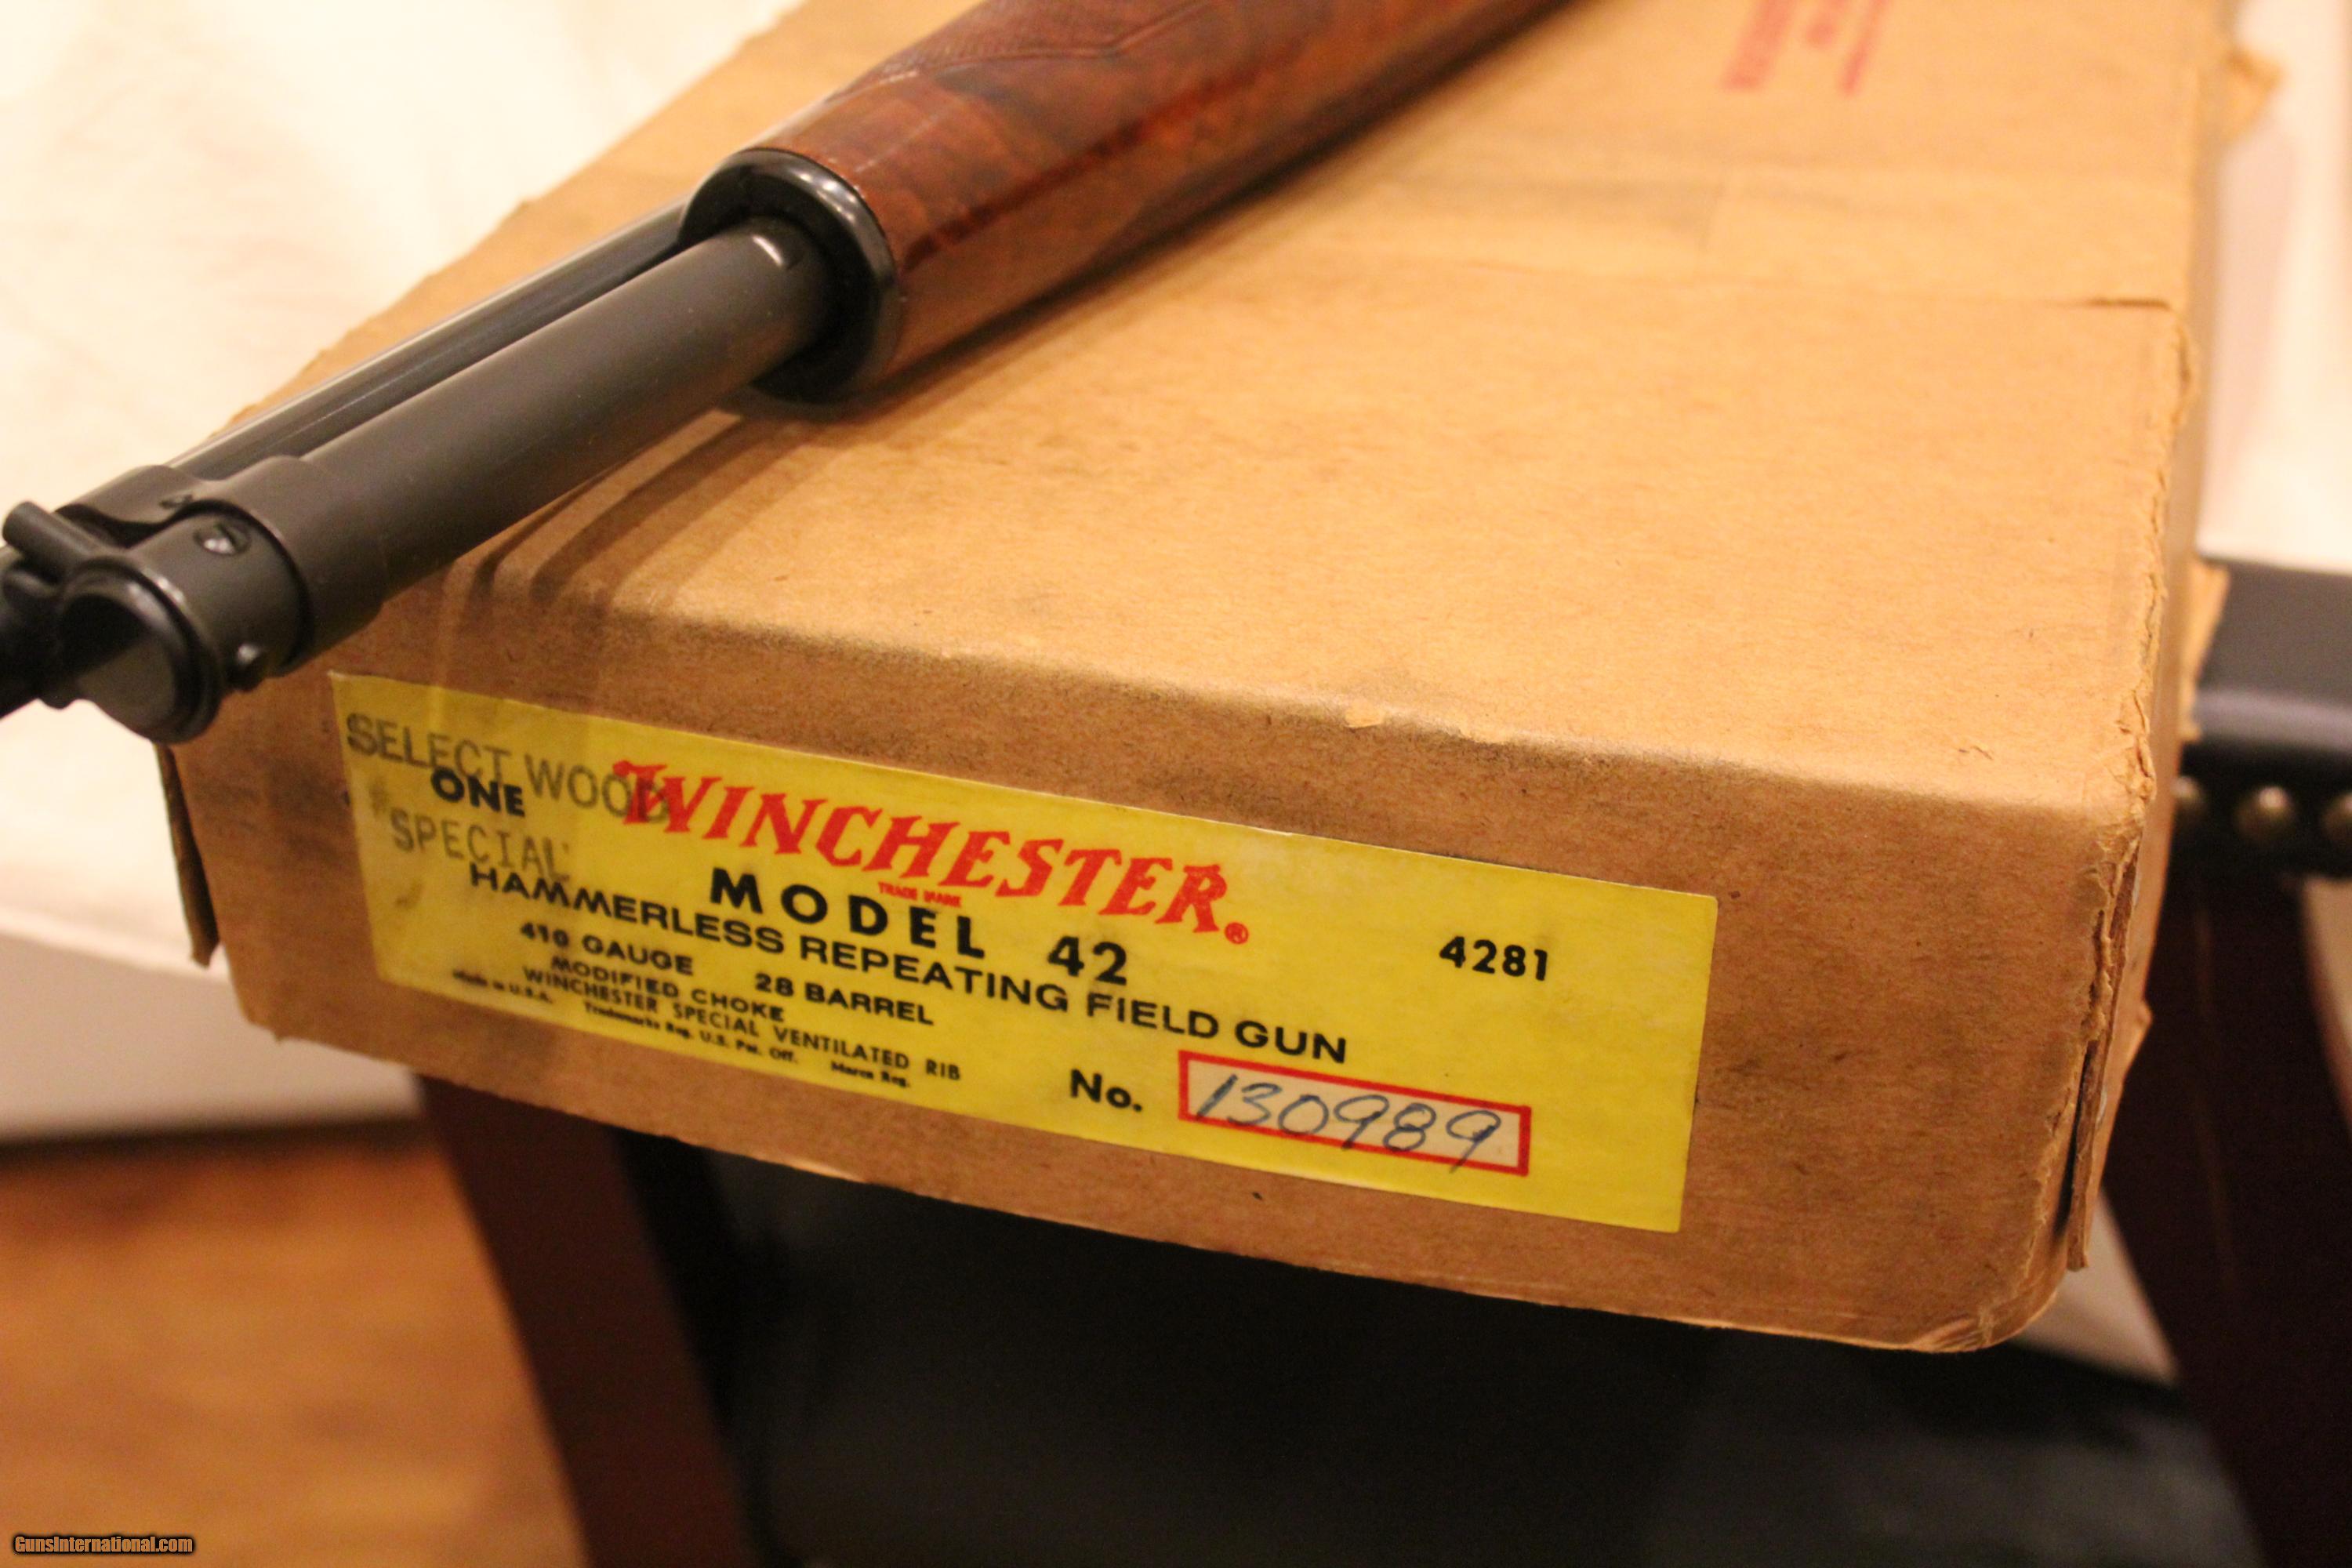 SELECT WOOD
ONE
SPECIAL
WINCHESTER®
TRADE MARK
MODEL 42
4281
HAMMERLESS REPEATING FIELD GUN
410 GAUGE 28 BARREL
MODIFIED CHOKE
WINCHESTER SPECIAL VENTILATED RIB
Made in U.S.A. Trademarks Reg. U.S. Pat. Off. Marca Reg.
No. 130989
GunsInternational.com